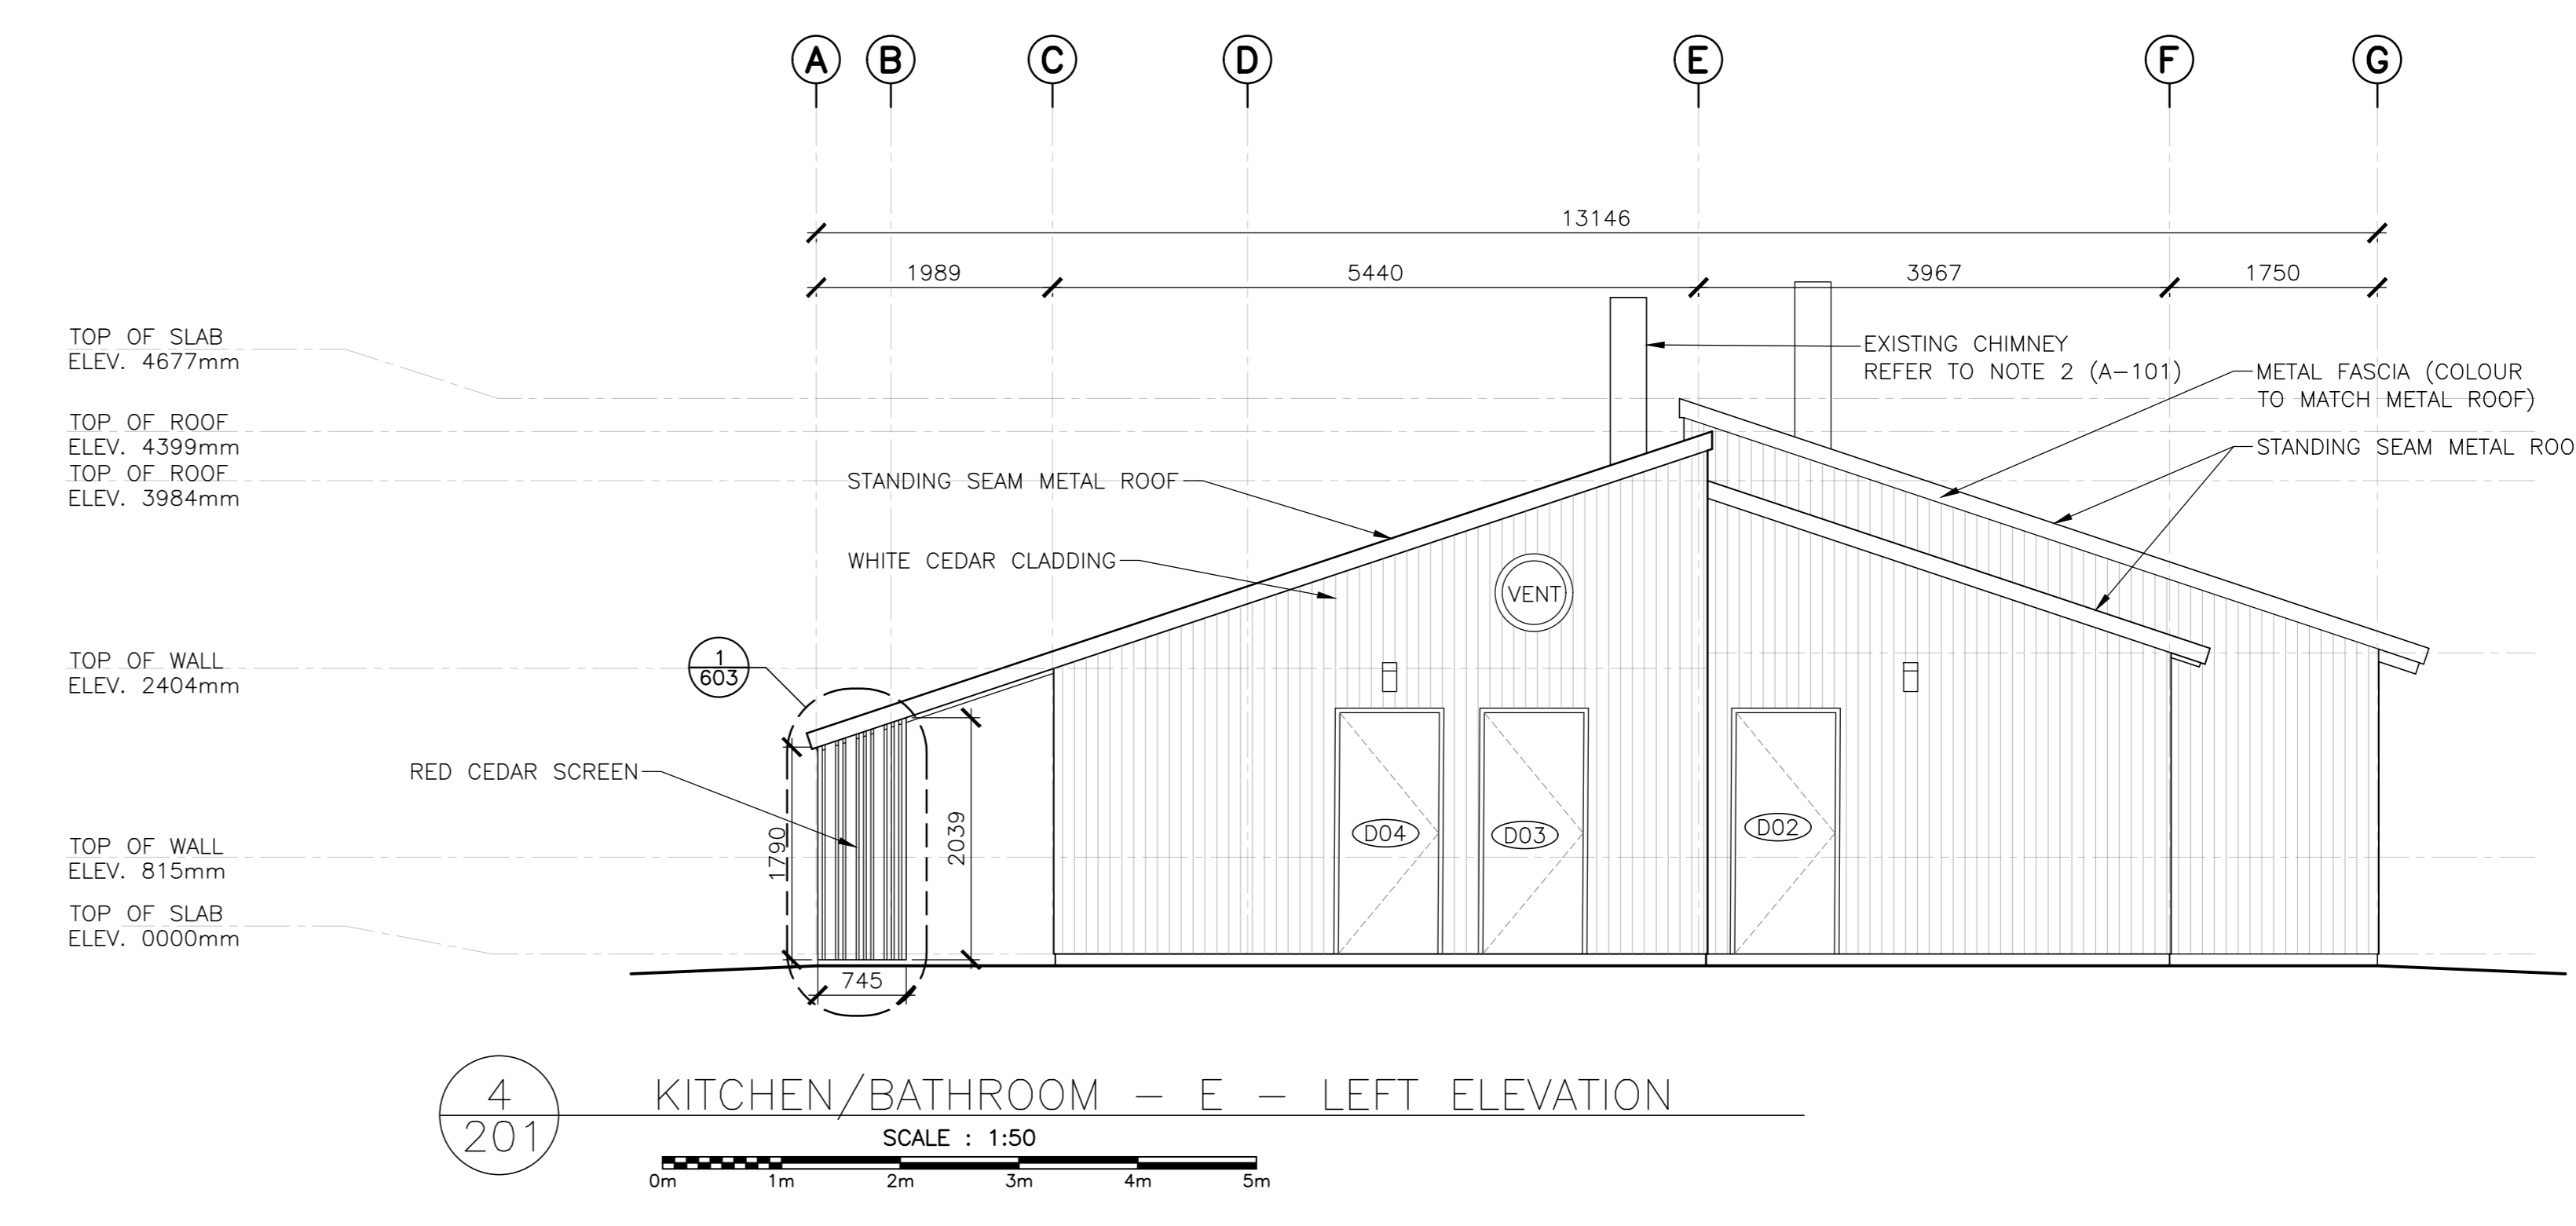 A B C D E F G
13146
1989 5440 3967 1750
TOP OF SLAB
ELEV. 4677mm
EXISTING CHIMNEY
REFER TO NOTE 2 (A-101)
METAL FASCIA (COLOUR
TO MATCH METAL ROOF)
TOP OF ROOF
ELEV. 4399mm
TOP OF ROOF
ELEV. 3984mm
STANDING SEAM METAL ROO
STANDING SEAM METAL ROOF
WHITE CEDAR CLADDING
VENT
1
603
TOP OF WALL
ELEV. 2404mm
RED CEDAR SCREEN
1790
2039
D04
D03
D02
TOP OF WALL
ELEV. 815mm
TOP OF SLAB
ELEV. 0000mm
745
4
201
KITCHEN/BATHROOM - E - LEFT ELEVATION
SCALE : 1:50
0m 1m 2m 3m 4m 5m